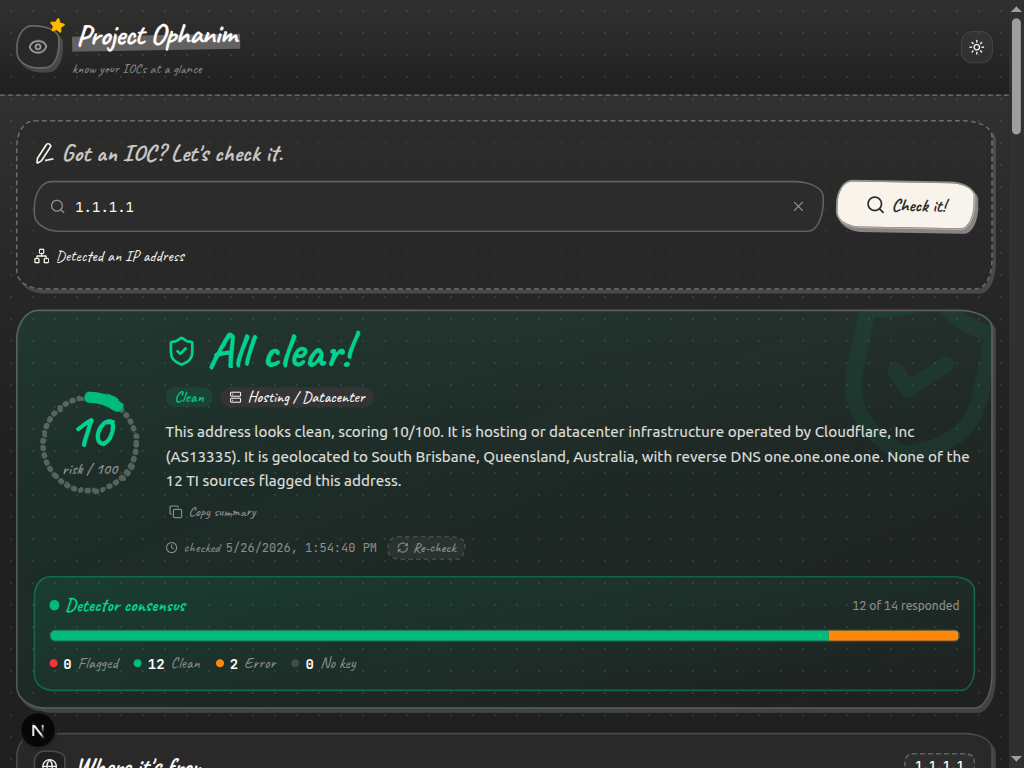 Project Ophanim
know your IOCs at a glance
Got an IOC? Let's check it.
1.1.1.1
Check it!
Detected an IP address
All clear!
Clean
Hosting / Datacenter
10
risk / 100
This address looks clean, scoring 10/100. It is hosting or datacenter infrastructure operated by Cloudflare, Inc
(AS13335). It is geolocated to South Brisbane, Queensland, Australia, with reverse DNS one.one.one.one. None of the
12 TI sources flagged this address.
Copy summary
checked 5/26/2026, 1:54:40 PM
Re-check
Detector consensus
12 of 14 responded
0 Flagged 12 Clean 2 Error 0 No key
N
Where it's from
1.1.1.1